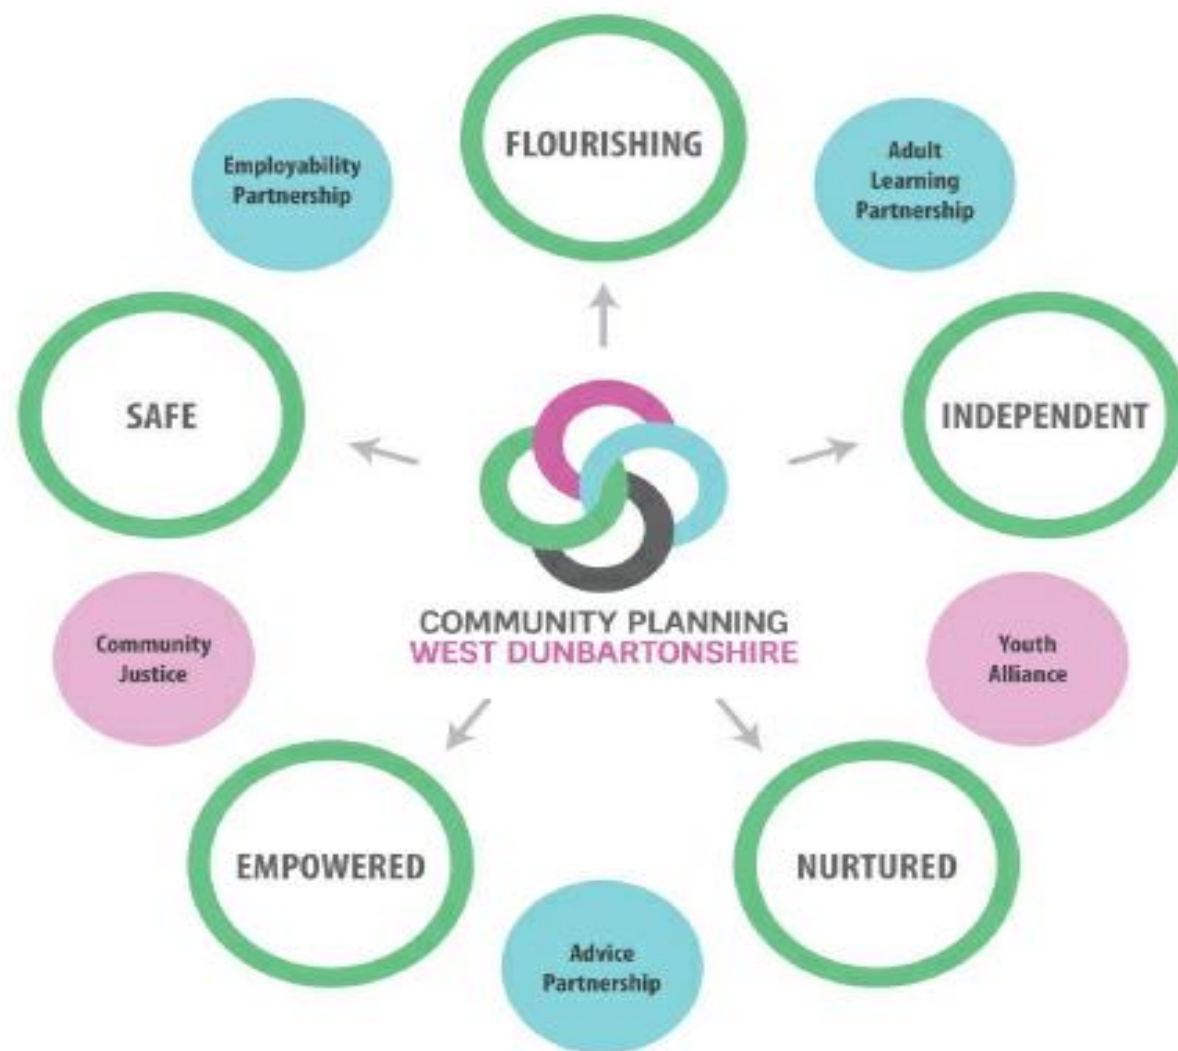 FLOURISHING
Employability
Partnership
Adult
Learning
Partnership
SAFE
INDEPENDENT
COMMUNITY PLANNING
WEST DUNBARTONSHIRE
Community
Justice
Youth
Alliance
EMPOWERED
NURTURED
Advice
Partnership